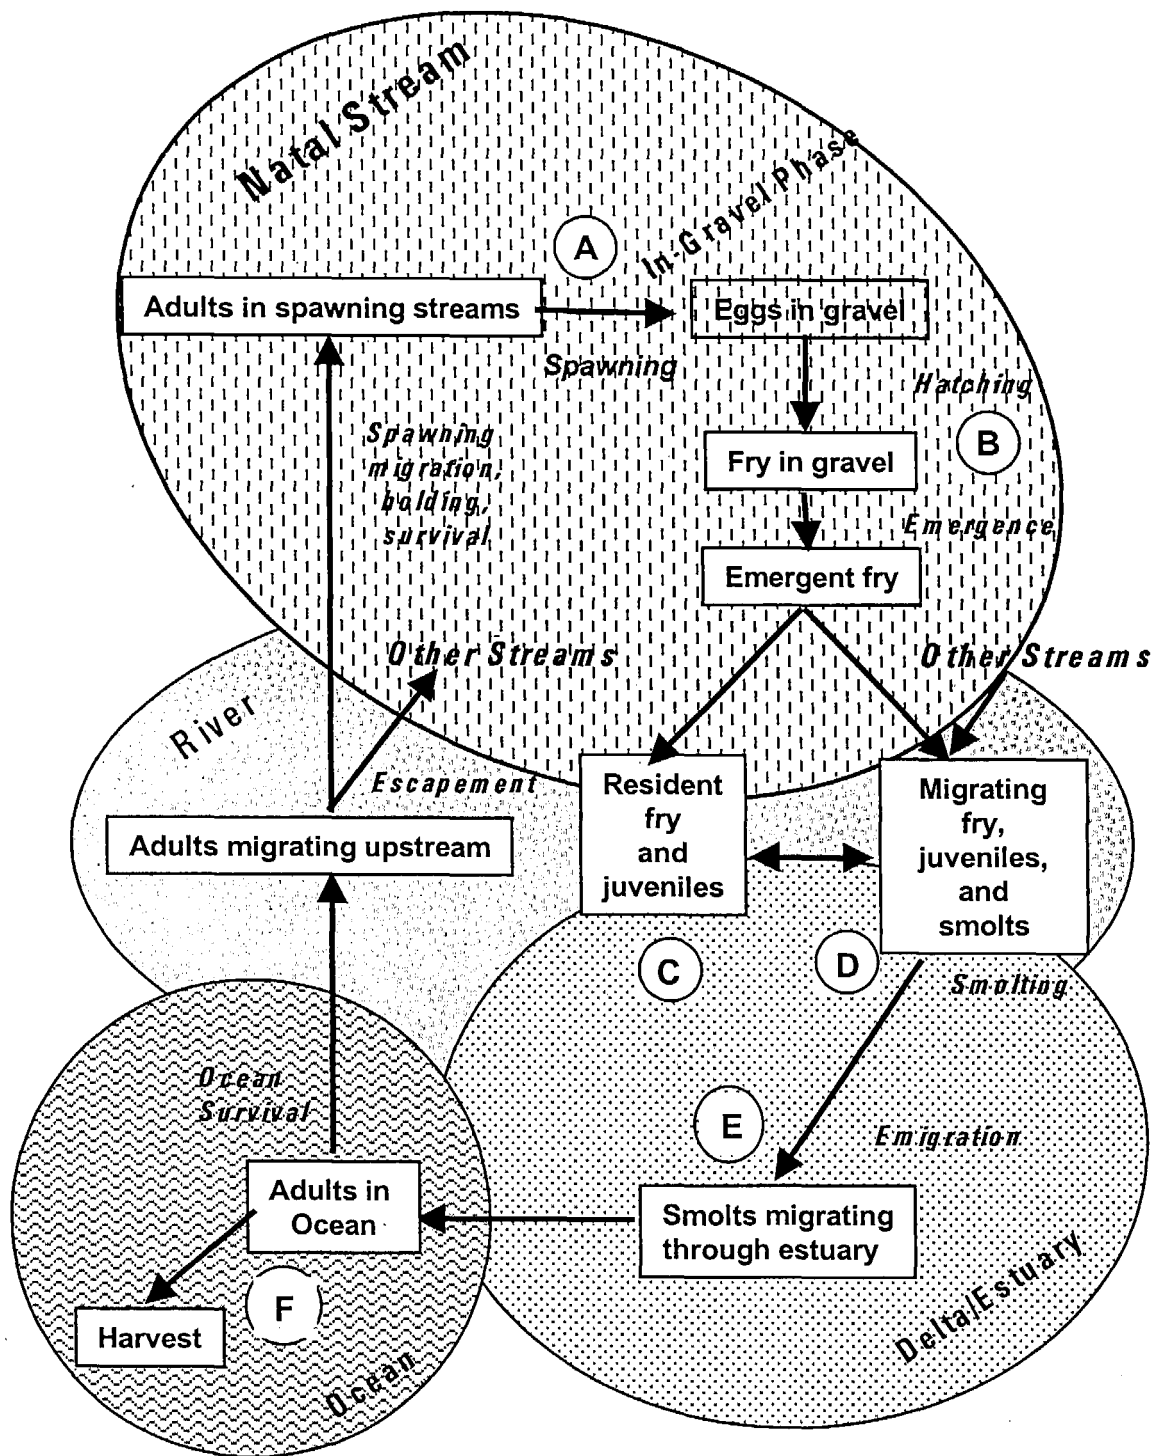 Natal Stream
In-Gravel Phase
A
Adults in spawning streams
Eggs in gravel
Spawning
Hatching
B
Spawning
migration,
holding,
survival
Fry in gravel
Emergence
Emergent fry
Other Streams
Other Streams
River
Escapement
Resident
fry
and
juveniles
Migrating
fry,
juveniles,
and
smolts
Adults migrating upstream
C
D
Smolting
Ocean
Survival
E
Emigration
Adults in
Ocean
Smolts migrating
through estuary
F
Harvest
Delta/Estuary
Ocean